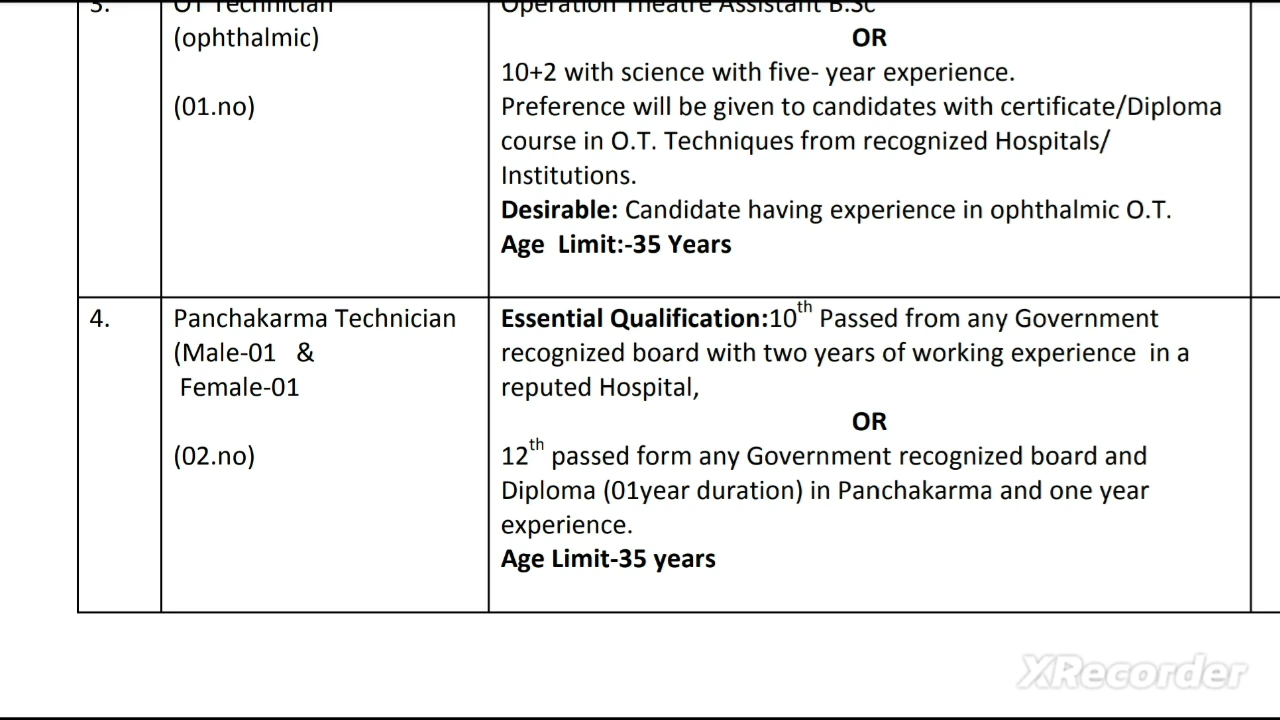 3.
OT Technician
(ophthalmic)
(01.no)
Operation Theatre Assistant B.Sc
OR
10+2 with science with five- year experience.
Preference will be given to candidates with certificate/Diploma
course in O.T. Techniques from recognized Hospitals/
Institutions.
Desirable: Candidate having experience in ophthalmic O.T.
Age Limit:-35 Years
4.
Panchakarma Technician
(Male-01 &
Female-01
(02.no)
Essential Qualification:10th Passed from any Government
recognized board with two years of working experience in a
reputed Hospital,
OR
12th passed form any Government recognized board and
Diploma (01year duration) in Panchakarma and one year
experience.
Age Limit-35 years
XRecorder